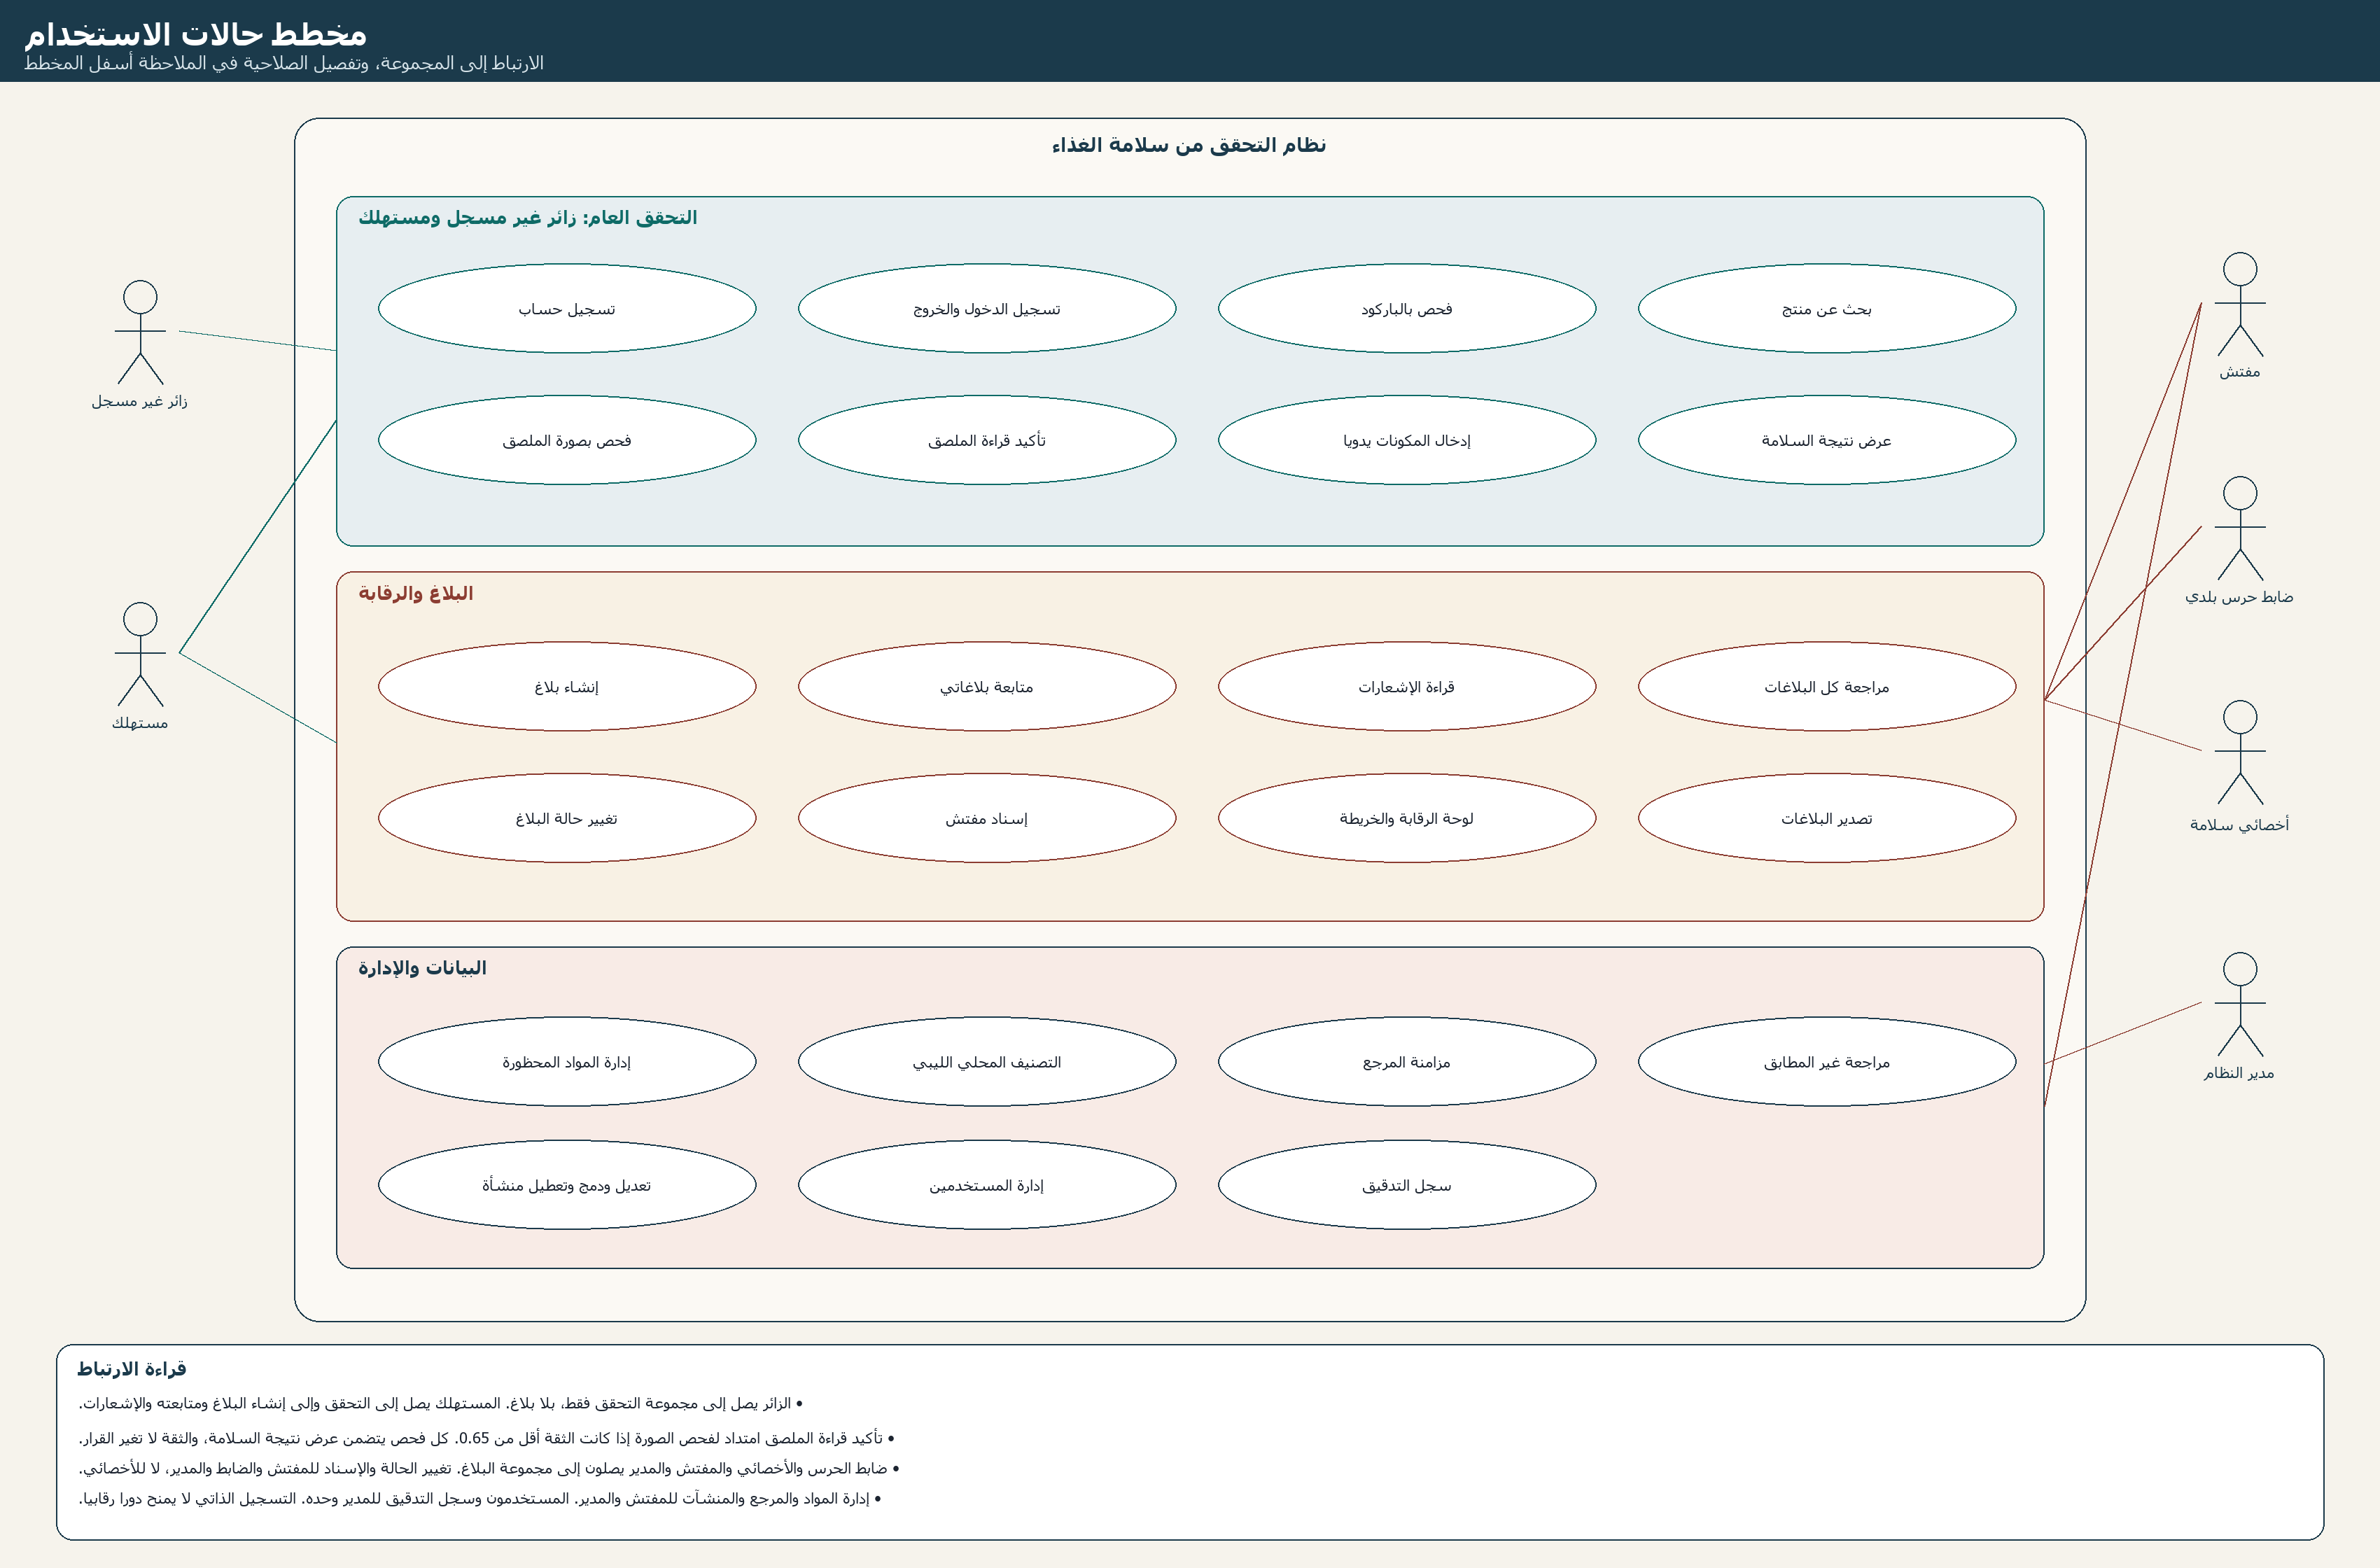 مخطط حالات الاستخدام
الارتباط إلى المجموعة، وتفصيل الصلاحية في الملاحظة أسفل المخطط
نظام التحقق من سلامة الغذاء
التحقق العام: زائر غير مسجل ومستهلك
بحث عن منتج
فحص بالباركود
تسجيل الدخول والخروج
تسجيل حساب
عرض نتيجة السلامة
إدخال المكونات يدويا
تأكيد قراءة الملصق
فحص بصورة الملصق
البلاغ والرقابة
مراجعة كل البلاغات
قراءة الإشعارات
متابعة بلاغاتي
إنشاء بلاغ
تصدير البلاغات
لوحة الرقابة والخريطة
إسناد مفتش
تغيير حالة البلاغ
البيانات والإدارة
مراجعة غير المطابق
مزامنة المرجع
التصنيف المحلي الليبي
إدارة المواد المحظورة
سجل التدقيق
إدارة المستخدمين
تعديل ودمج وتعطيل منشأة
مفتش
ضابط حرس بلدي
أخصائي سلامة
مدير النظام
زائر غير مسجل
مستهلك
قراءة الارتباط
• الزائر يصل إلى مجموعة التحقق فقط، بلا بلاغ. المستهلك يصل إلى التحقق وإلى إنشاء البلاغ ومتابعته والإشعارات.
• تأكيد قراءة الملصق امتداد لفحص الصورة إذا كانت الثقة أقل من 0.65. كل فحص يتضمن عرض نتيجة السلامة، والثقة لا تغير القرار.
• ضابط الحرس والأخصائي والمفتش والمدير يصلون إلى مجموعة البلاغ. تغيير الحالة والإسناد للمفتش والضابط والمدير، لا للأخصائي.
• إدارة المواد والمرجع والمنشآت للمفتش والمدير. المستخدمون وسجل التدقيق للمدير وحده. التسجيل الذاتي لا يمنح دورا رقابيا.